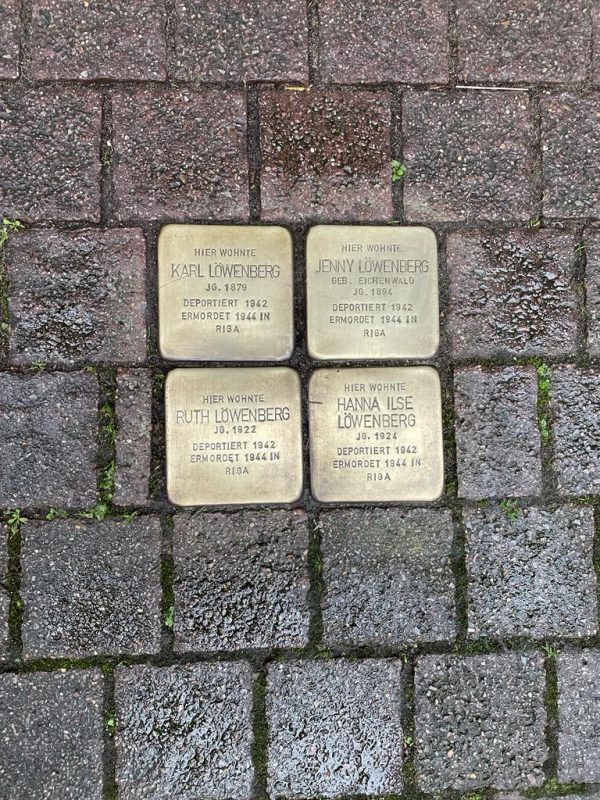 HIER WOHNTE
KARL LÖWENBERG
JG. 1879
DEPORTIERT 1942
ERMORDET 1944 IN
RIGA
HIER WOHNTE
JENNY LÖWENBERG
GEB. EICHENWALD
JG. 1894
DEPORTIERT 1942
ERMORDET 1944 IN
RIGA
HIER WOHNTE
RUTH LÖWENBERG
JG. 1922
DEPORTIERT 1942
ERMORDET 1944 IN
RIGA
HIER WOHNTE
HANNA ILSE
LÖWENBERG
JG. 1924
DEPORTIERT 1942
ERMORDET 1944 IN
RIGA